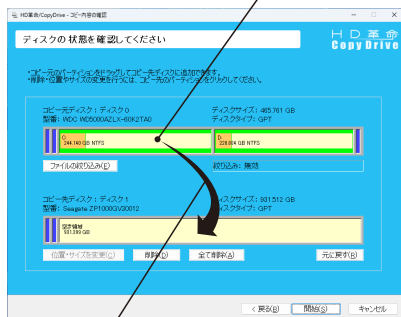 HD革命/CopyDrive - コピー内容の確認
ディスクの状態を確認してください
HD革命
Copy Drive
・コピー元のパーティションをドラッグしてコピー先ディスクに追加できます。
・削除・位置やサイズの変更を行うには、コピー先のパーティションをクリックしてください。
コピー元ディスク：ディスク 0
ディスクサイズ：465.761 GB
型番：WDC WD5000AZLX-60K2TA0
ディスクタイプ：GPT
C:
244.140 GB NTFS
D:
220.804 GB NTFS
ファイルの絞り込み(F)
絞り込み：無効
コピー先ディスク：ディスク 1
ディスクサイズ：931.512 GB
型番：Seagate ZP1000GV30012
ディスクタイプ：GPT
空き領域
931.389 GB
位置・サイズを変更(C)
削除(D)
全て削除(A)
元に戻す(R)
< 戻る(B)
開始(S)
キャンセル